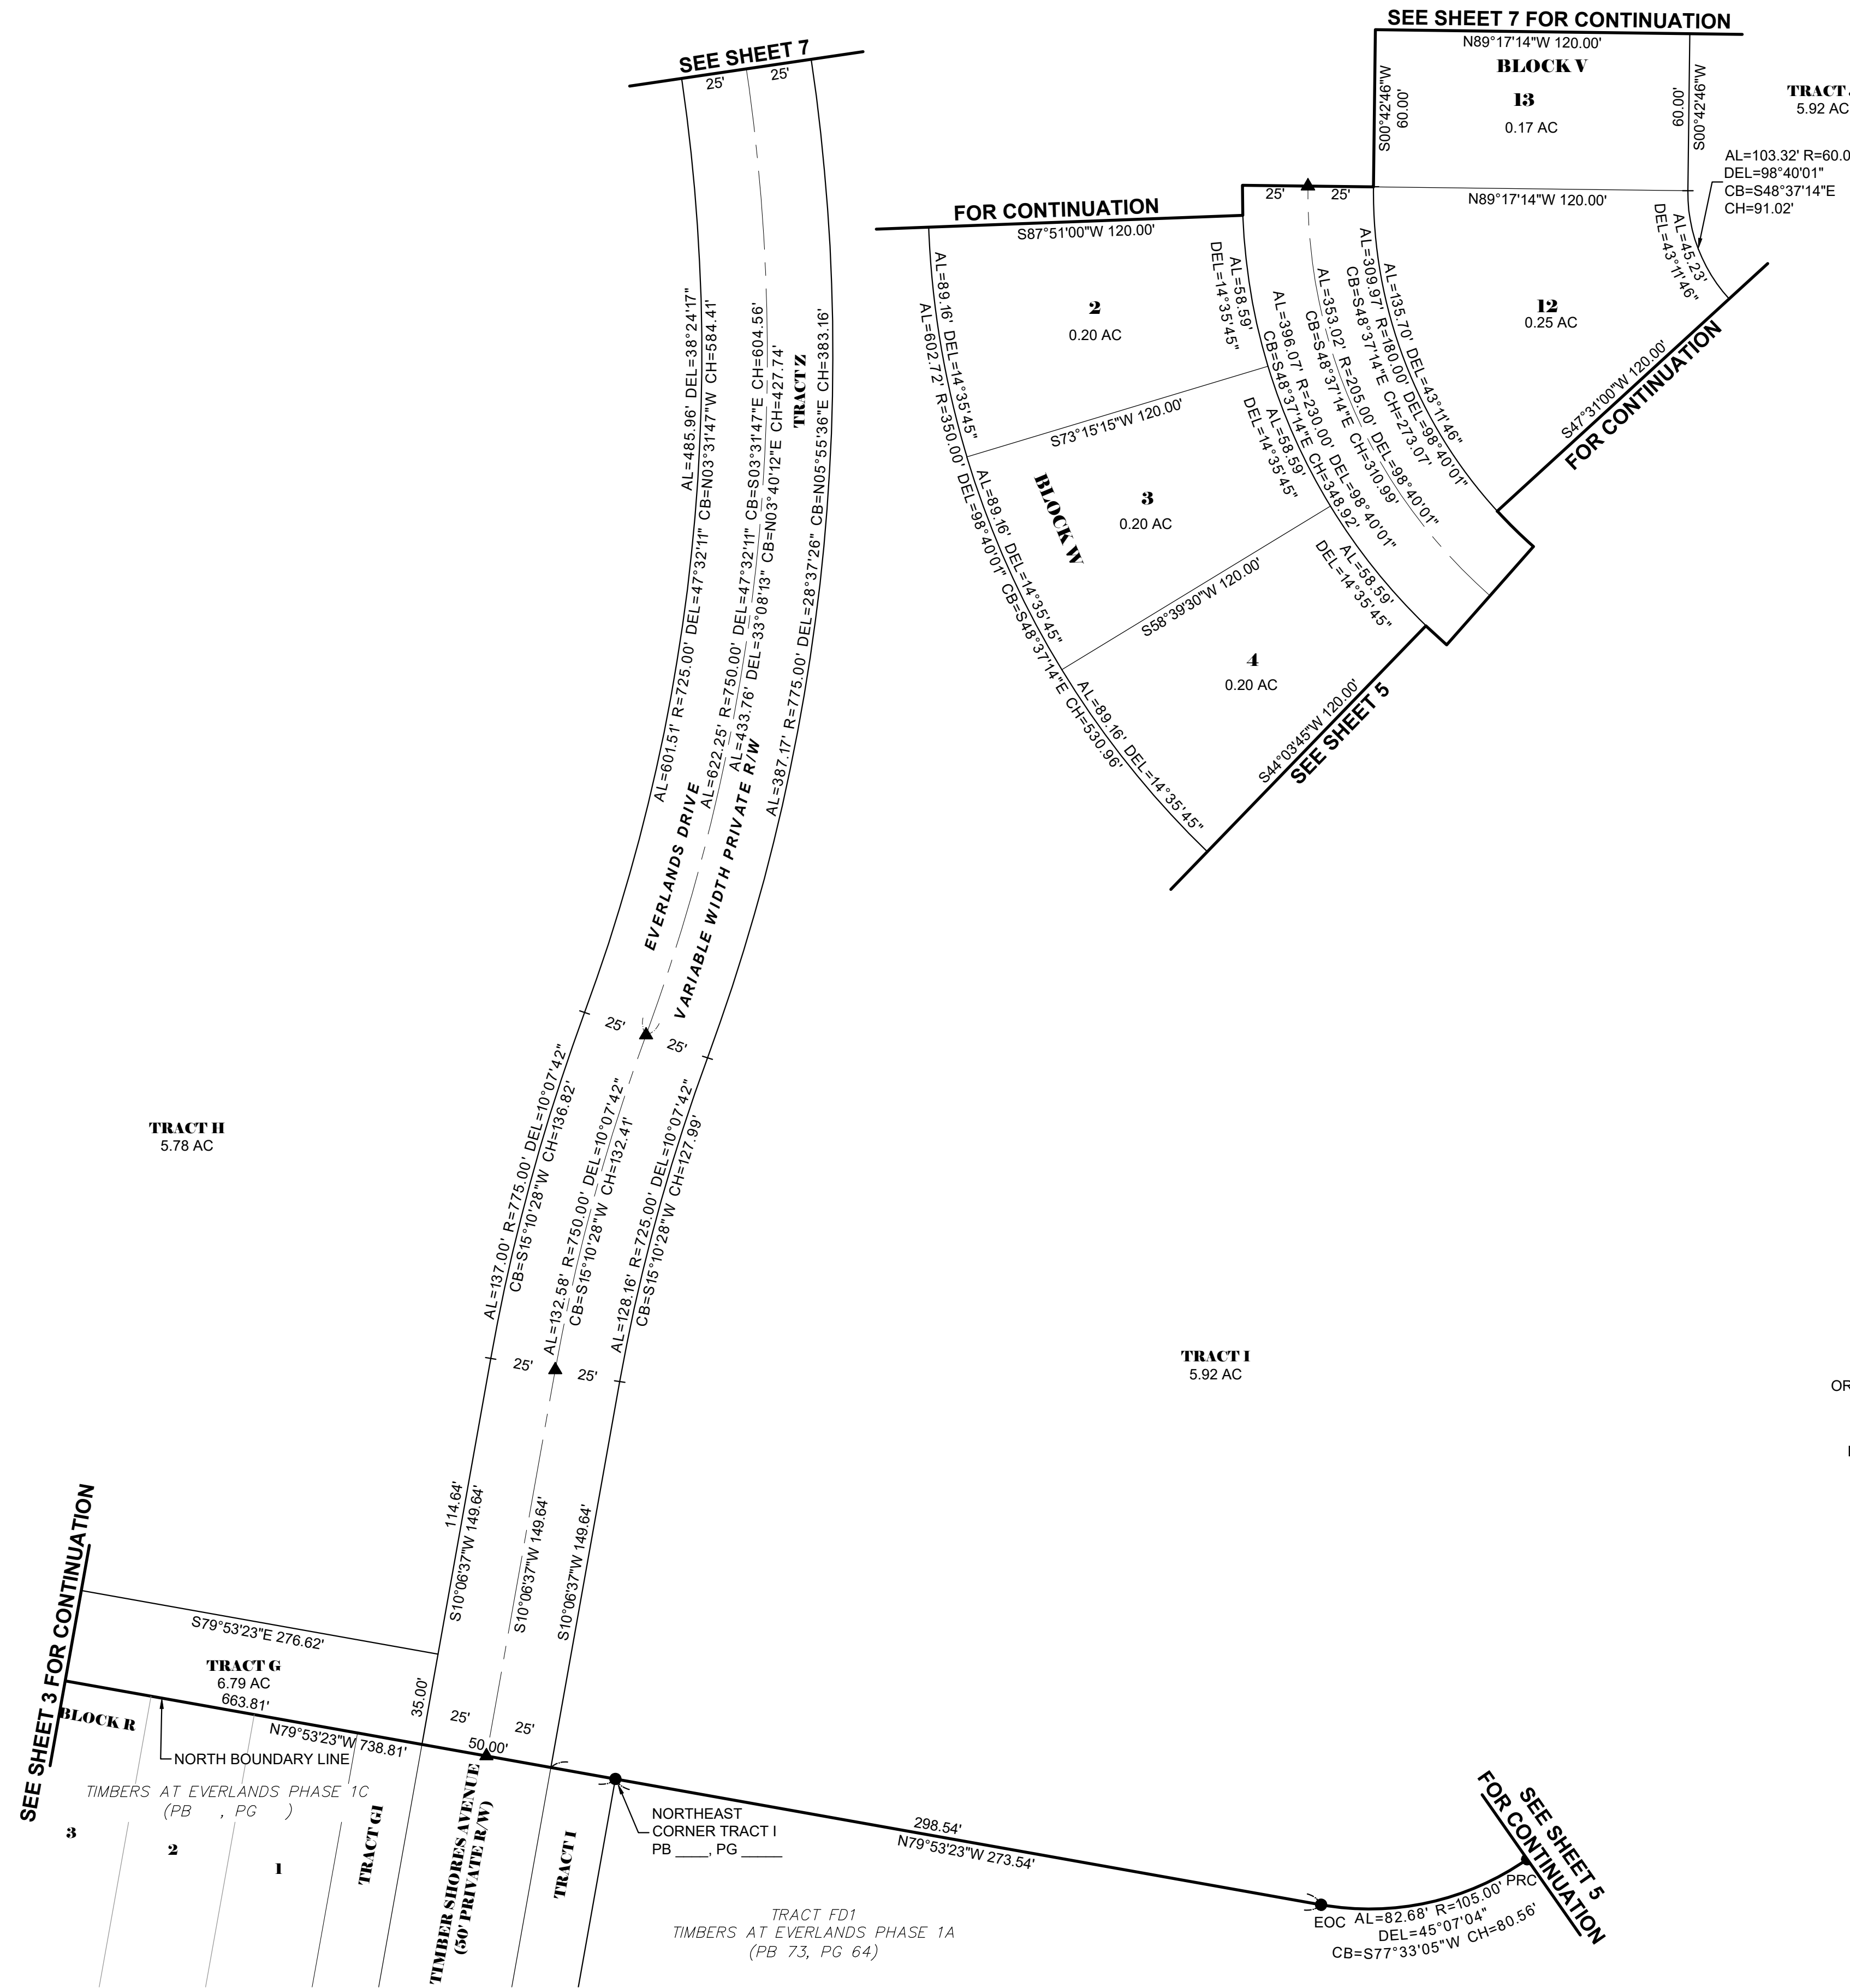 SEE SHEET 7
25'
25'
SEE SHEET 7 FOR CONTINUATION
N89°17'14"W 120.00'
BLOCK V
13
0.17 AC
S00°42'46"W
60.00'
60.00'
S00°42'46"W
TRACT
5.92 AC
AL=103.32' R=60.0
DEL=98°40'01"
CB=S48°37'14"E
CH=91.02'
25'
25'
N89°17'14"W 120.00'
AL=45.23'
DEL=43°11'46"
12
0.25 AC
S47°31'00"W 120.00'
FOR CONTINUATION
FOR CONTINUATION
S87°51'00"W 120.00'
AL=135.70' DEL=43°11'46"
AL=309.97' R=180.00' DEL=98°40'01"
CB=S48°37'14"E CH=273.07'
AL=353.02' R=205.00' DEL=98°40'01"
CB=S48°37'14"E CH=310.99'
AL=396.07' R=230.00' DEL=98°40'01"
CB=S48°37'14"E CH=348.92'
AL=58.59'
DEL=14°35'45"
2
0.20 AC
AL=89.16' DEL=14°35'45"
AL=602.72' R=350.00' DEL=98°40'01" CB=S48°37'14"E CH=530.96'
S73°15'15"W 120.00'
AL=58.59'
DEL=14°35'45"
BLOCK W
3
0.20 AC
AL=89.16' DEL=14°35'45"
S58°39'30"W 120.00'
AL=58.59'
DEL=14°35'45"
4
0.20 AC
AL=89.16' DEL=14°35'45"
S44°03'45"W 120.00'
SEE SHEET 5
AL=485.96' DEL=38°24'17"
AL=601.51' R=725.00' DEL=47°32'11" CB=N03°31'47"W CH=584.41'
AL=622.25' R=750.00' DEL=47°32'11" CB=S03°31'47"E CH=604.56'
AL=433.76' DEL=33°08'13" CB=N03°40'12"E CH=427.74'
TRACT Z
AL=387.17' R=775.00' DEL=28°37'26" CB=N05°55'36"E CH=383.16'
EVERLANDS DRIVE
VARIABLE WIDTH PRIVATE R/W
25'
25'
TRACT H
5.78 AC
AL=137.00' R=775.00' DEL=10°07'42"
CB=S15°10'28"W CH=136.82'
AL=132.58' R=750.00' DEL=10°07'42"
CB=S15°10'28"W CH=132.41'
AL=128.16' R=725.00' DEL=10°07'42"
CB=S15°10'28"W CH=127.99'
25'
25'
TRACT I
5.92 AC
OR
114.64'
S10°06'37"W 149.64'
S10°06'37"W 149.64'
S10°06'37"W 149.64'
SEE SHEET 3 FOR CONTINUATION
S79°53'23"E 276.62'
TRACT G
6.79 AC
663.81'
N79°53'23"W 738.81'
35.00'
25'
25'
50.00'
BLOCK R
NORTH BOUNDARY LINE
TIMBERS AT EVERLANDS PHASE 1C
(PB , PG )
3
2
1
TRACT GI
TIMBER SHORES AVENUE
(50' PRIVATE R/W)
TRACT I
NORTHEAST
CORNER TRACT I
PB ____, PG _____
298.54'
N79°53'23"W 273.54'
TRACT FD1
TIMBERS AT EVERLANDS PHASE 1A
(PB 73, PG 64)
EOC
AL=82.68' R=105.00'
DEL=45°07'04"
CB=S77°33'05"W CH=80.56'
PRC
SEE SHEET 5
FOR CONTINUATION